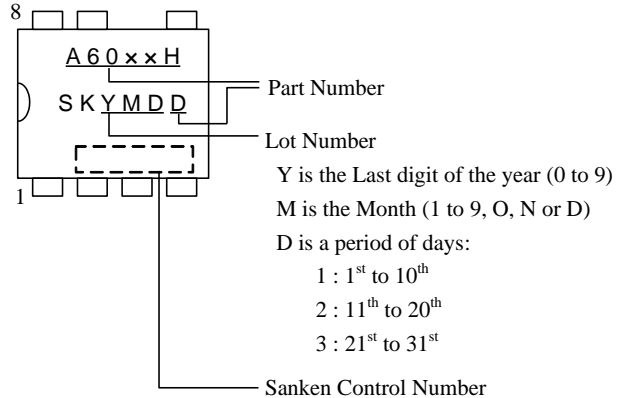 8
A60××H
SKYMDD
1
Part Number
Lot Number
Y is the Last digit of the year (0 to 9)
M is the Month (1 to 9, O, N or D)
D is a period of days:
1 : 1st to 10th
2 : 11th to 20th
3 : 21st to 31st
Sanken Control Number